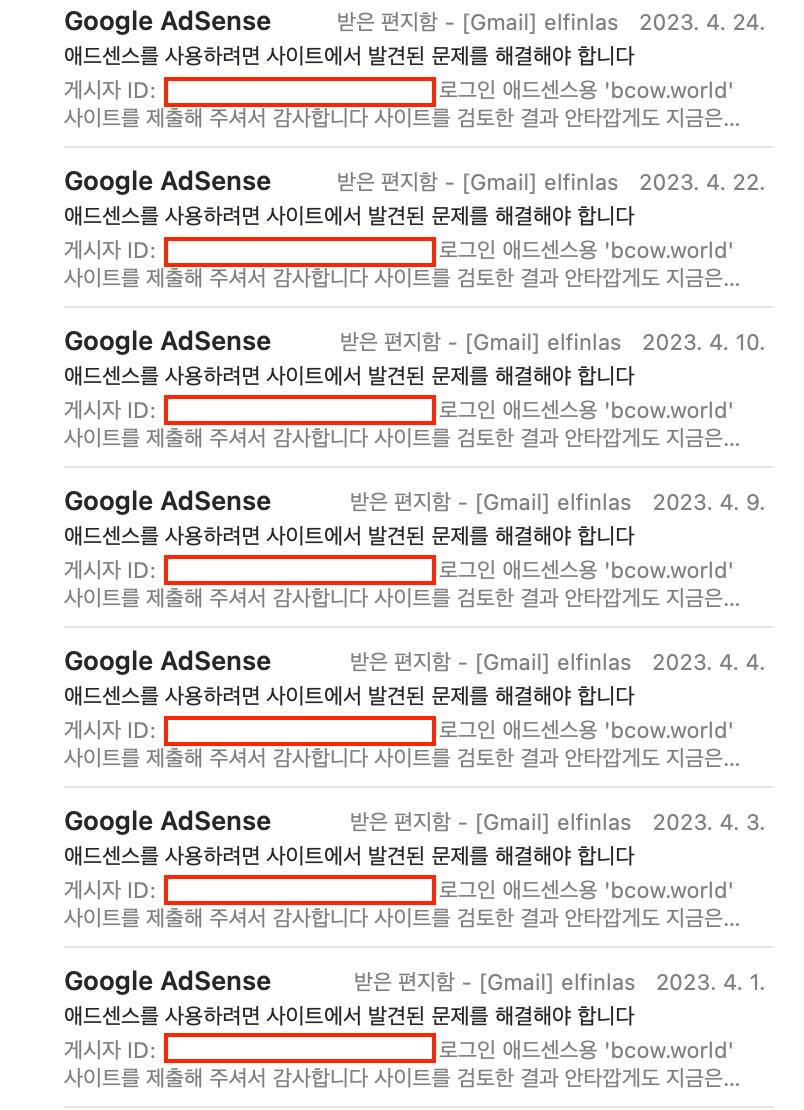 Google AdSense 받은 편지함 - [Gmail] elfinlas 2023. 4. 24.
애드센스를 사용하려면 사이트에서 발견된 문제를 해결해야 합니다
게시자 ID: 로그인 애드센스용 'bcow.world'
사이트를 제출해 주셔서 감사합니다 사이트를 검토한 결과 안타깝게도 지금은...
Google AdSense 받은 편지함 - [Gmail] elfinlas 2023. 4. 22.
애드센스를 사용하려면 사이트에서 발견된 문제를 해결해야 합니다
게시자 ID: 로그인 애드센스용 'bcow.world'
사이트를 제출해 주셔서 감사합니다 사이트를 검토한 결과 안타깝게도 지금은...
Google AdSense 받은 편지함 - [Gmail] elfinlas 2023. 4. 10.
애드센스를 사용하려면 사이트에서 발견된 문제를 해결해야 합니다
게시자 ID: 로그인 애드센스용 'bcow.world'
사이트를 제출해 주셔서 감사합니다 사이트를 검토한 결과 안타깝게도 지금은...
Google AdSense 받은 편지함 - [Gmail] elfinlas 2023. 4. 9.
애드센스를 사용하려면 사이트에서 발견된 문제를 해결해야 합니다
게시자 ID: 로그인 애드센스용 'bcow.world'
사이트를 제출해 주셔서 감사합니다 사이트를 검토한 결과 안타깝게도 지금은...
Google AdSense 받은 편지함 - [Gmail] elfinlas 2023. 4. 4.
애드센스를 사용하려면 사이트에서 발견된 문제를 해결해야 합니다
게시자 ID: 로그인 애드센스용 'bcow.world'
사이트를 제출해 주셔서 감사합니다 사이트를 검토한 결과 안타깝게도 지금은...
Google AdSense 받은 편지함 - [Gmail] elfinlas 2023. 4. 3.
애드센스를 사용하려면 사이트에서 발견된 문제를 해결해야 합니다
게시자 ID: 로그인 애드센스용 'bcow.world'
사이트를 제출해 주셔서 감사합니다 사이트를 검토한 결과 안타깝게도 지금은...
Google AdSense 받은 편지함 - [Gmail] elfinlas 2023. 4. 1.
애드센스를 사용하려면 사이트에서 발견된 문제를 해결해야 합니다
게시자 ID: 로그인 애드센스용 'bcow.world'
사이트를 제출해 주셔서 감사합니다 사이트를 검토한 결과 안타깝게도 지금은...